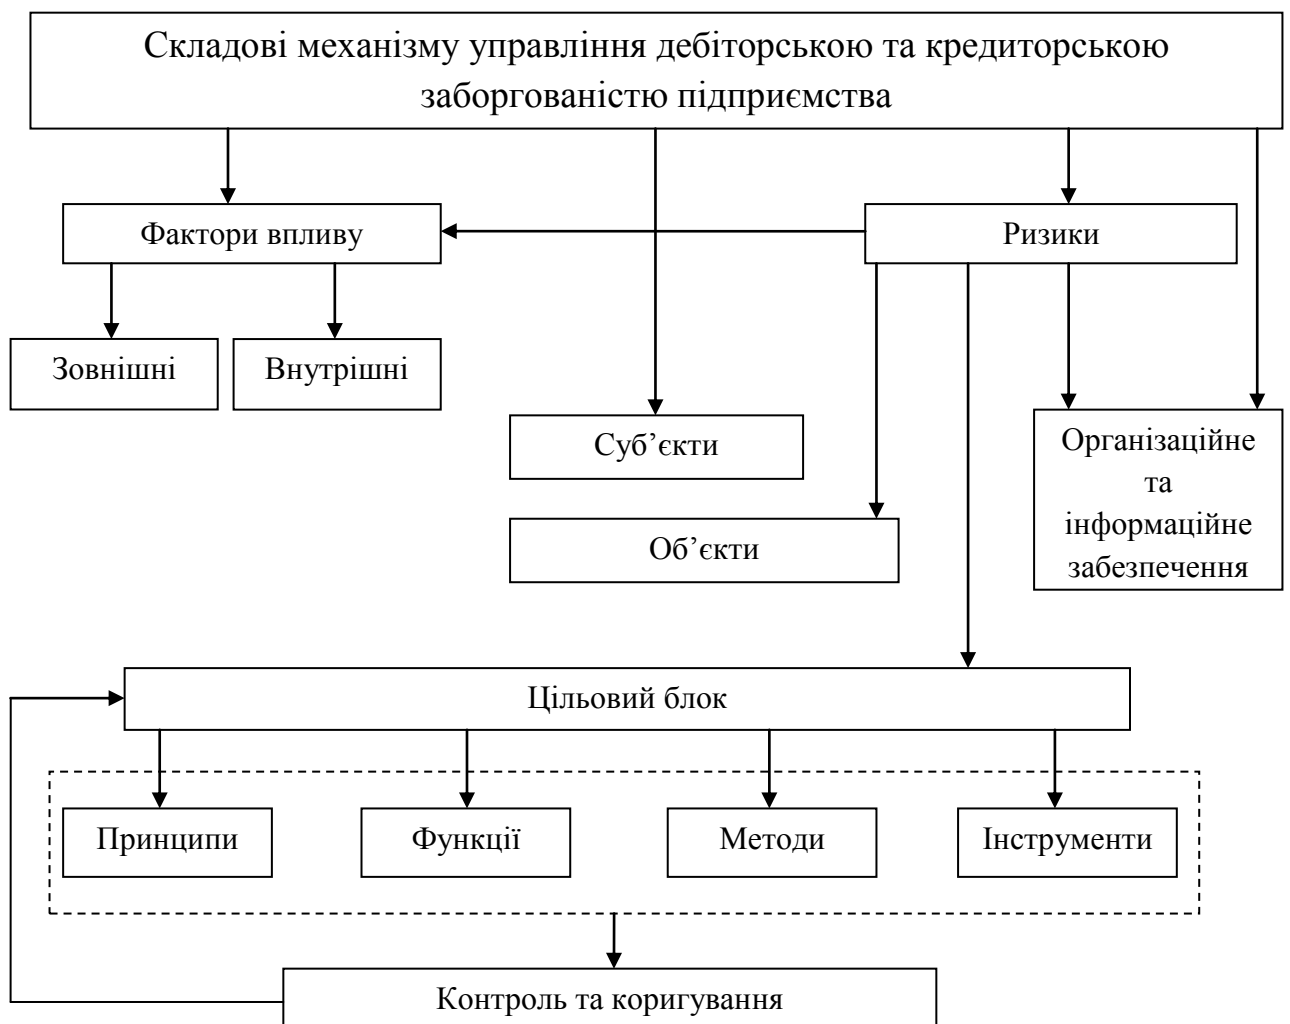 Складові механізму управління дебіторською та кредиторською
заборгованістю підприємства
Фактори впливу
Ризики
Зовнішні
Внутрішні
Суб’єкти
Організаційне
та
інформаційне
забезпечення
Об’єкти
Цільовий блок
Принципи
Функції
Методи
Інструменти
Контроль та коригування